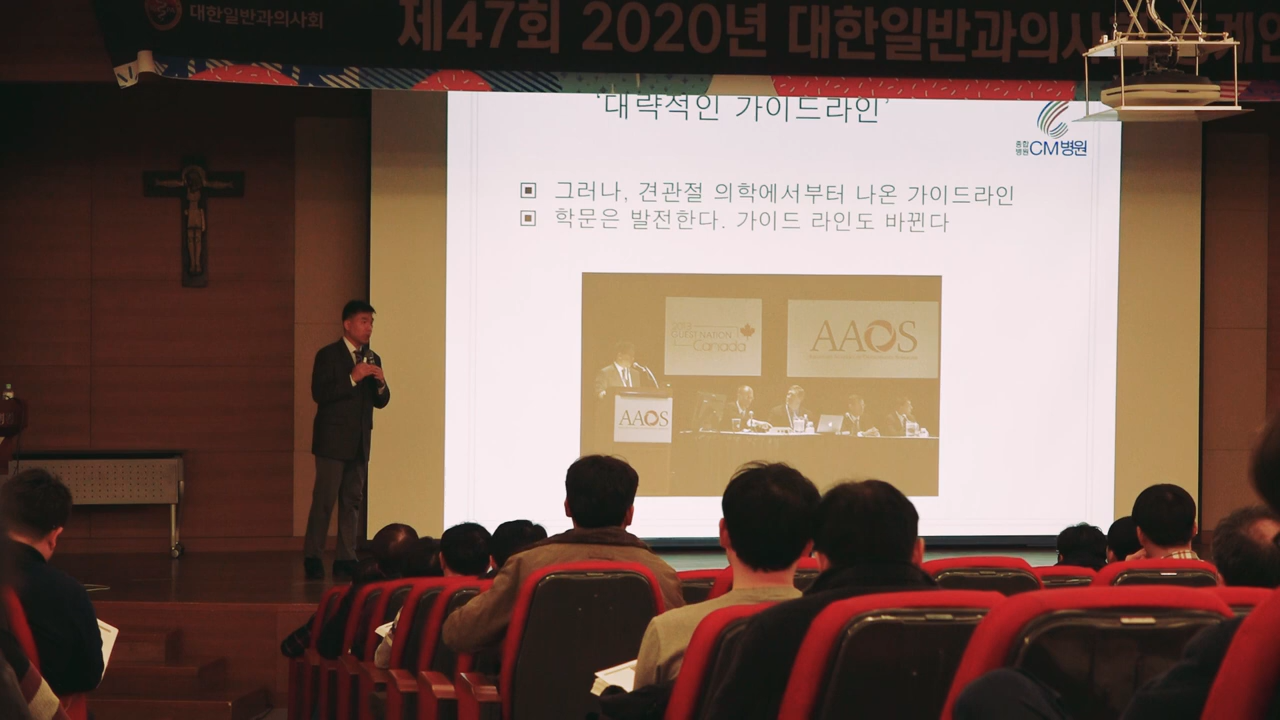 대한일반과의사회
제47회 2020년 대한일반과의사회
'대략적인 가이드라인'
종합
병원 CM병원
그러나, 견관절 의학에서부터 나온 가이드라인
학문은 발전한다. 가이드 라인도 바뀐다
GUEST NATION
Canada
AAOS
AAOS